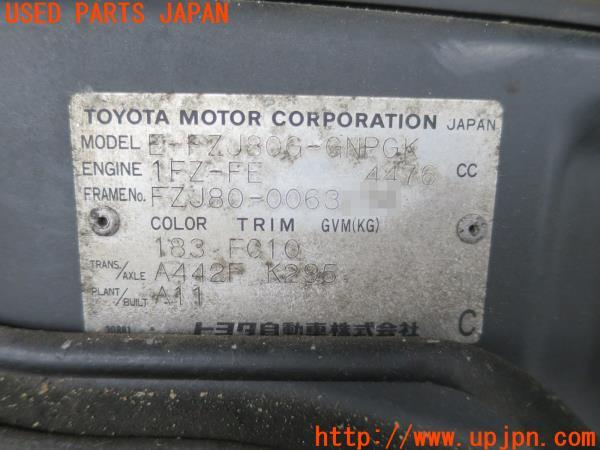 USED PARTS JAPAN
TOYOTA MOTOR CORPORATION JAPAN
MODEL E-FZJ80G-GNPGK
ENGINE 1FZ-FE 4476 CC
FRAME No. FZJ80-0063
COLOR TRIM GVM(KG)
183 FG10
TRANS/AXLE A442F K295
PLANT/BUILT A11
30881 トヨタ自動車株式会社 C
http://www.upjpn.com